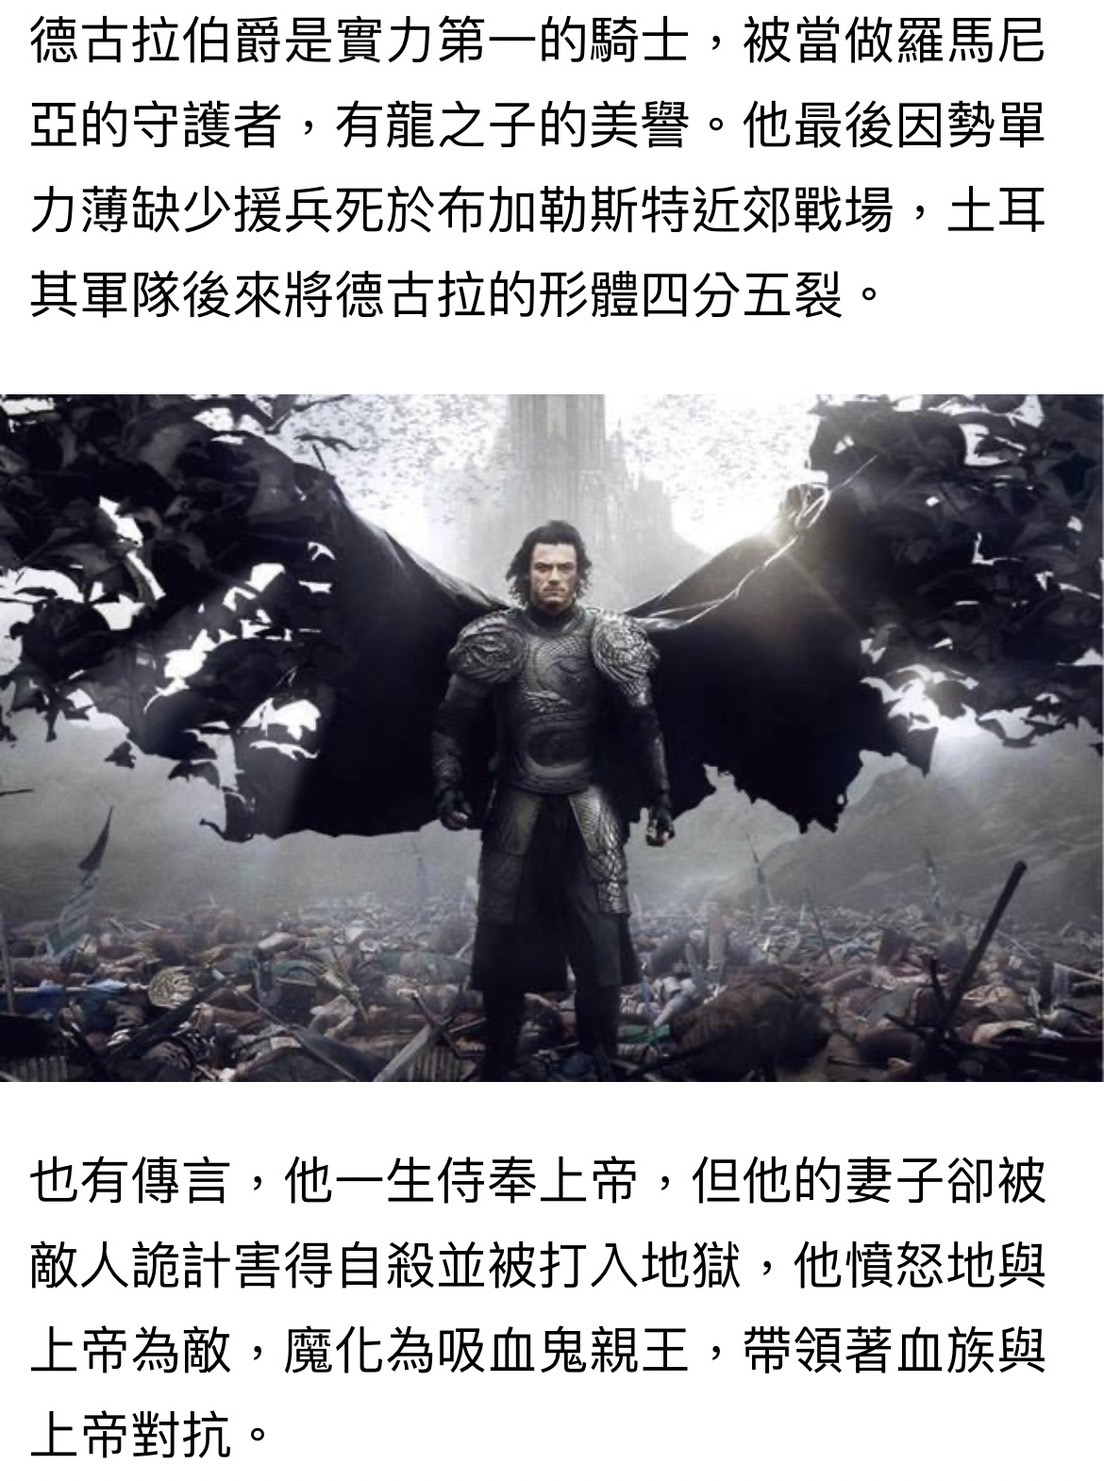 德古拉伯爵是實力第一的騎士，被當做羅馬尼
亞的守護者，有龍之子的美譽。他最後因勢單
力薄缺少援兵死於布加勒斯特近郊戰場，土耳
其軍隊後來將德古拉的形體四分五裂。
也有傳言，他一生侍奉上帝，但他的妻子卻被
敵人詭計害得自殺並被打入地獄，他憤怒地與
上帝為敵，魔化為吸血鬼親王，帶領著血族與
上帝對抗。